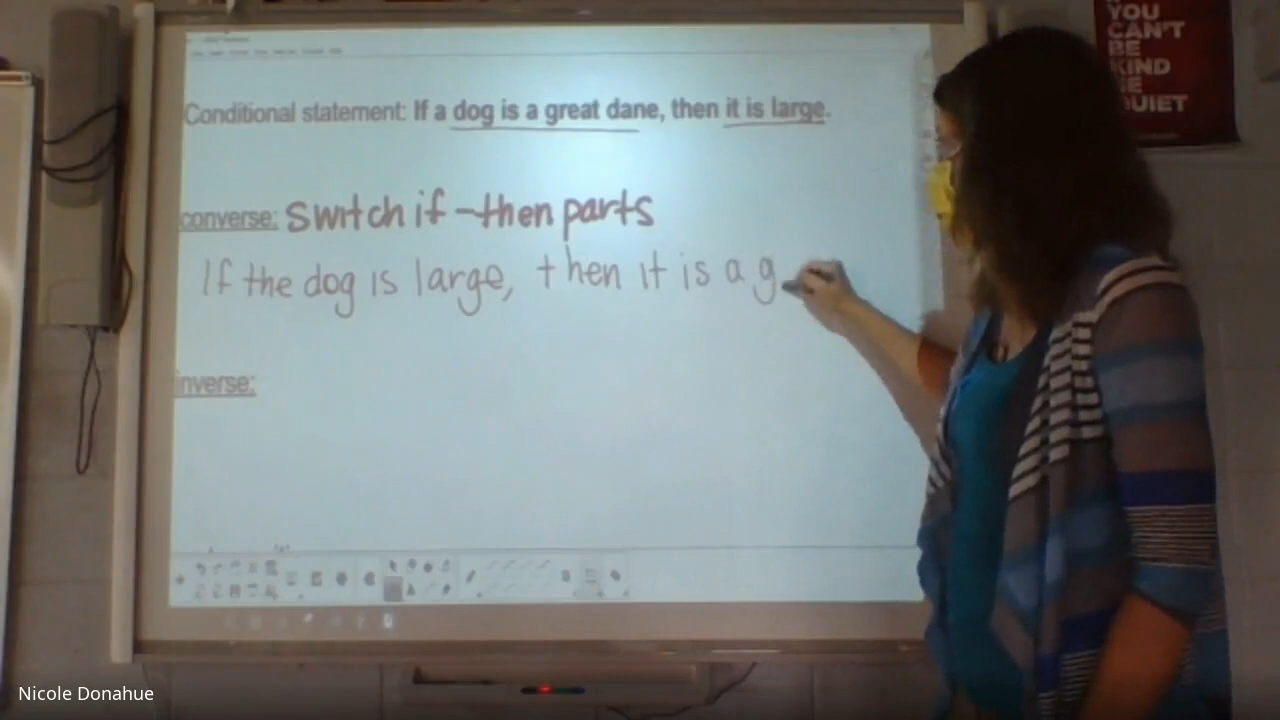 YOU
CAN'T
BE
KIND
BE
QUIET
Conditional statement: If a dog is a great dane, then it is large.
converse: switch if-then parts
If the dog is large, then it is a g
inverse:
Nicole Donahue